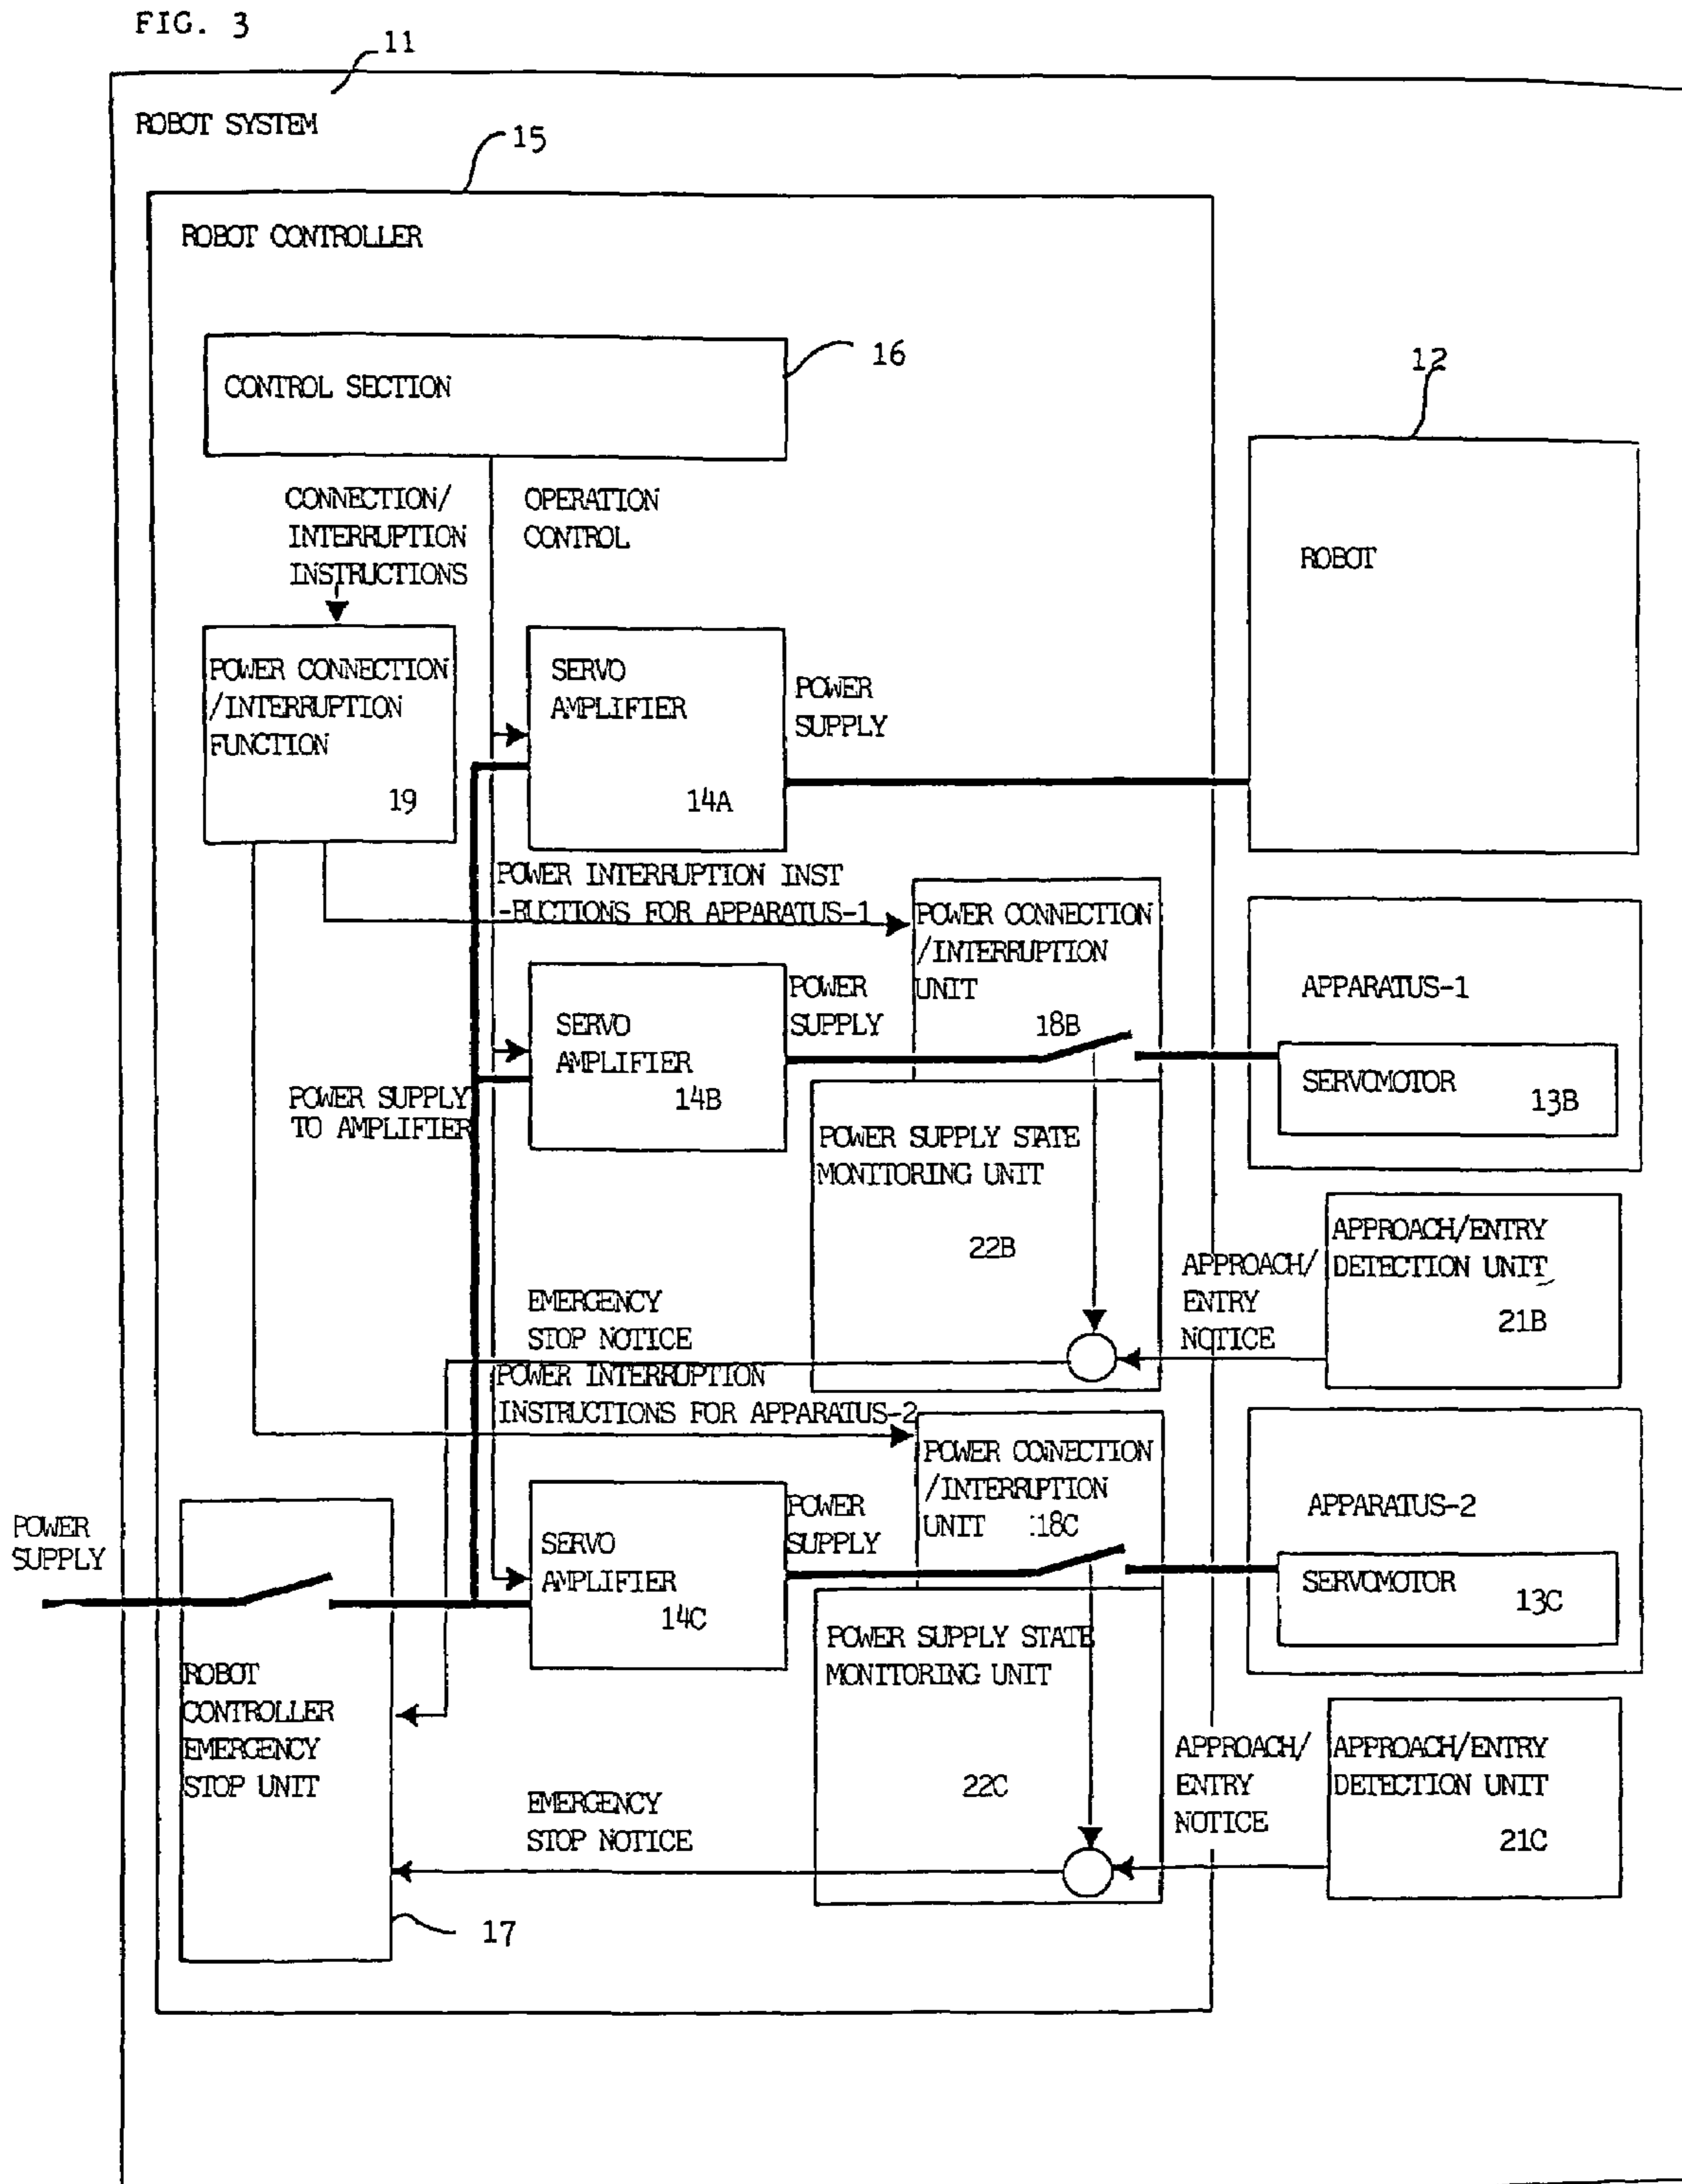 FIG. 3
11
ROBOT SYSTEM
15
ROBOT CONTROLLER
16
CONTROL SECTION
12
CONNECTION/
INTERRUPTION
INSTRUCTIONS
OPERATION
CONTROL
ROBOT
POWER CONNECTION
/INTERRUPTION
FUNCTION
19
SERVO
AMPLIFIER
14A
POWER
SUPPLY
POWER INTERRUPTION INST
-RUCTIONS FOR APPARATUS-1
POWER CONNECTION
/INTERRUPTION
UNIT
18B
SERVO
AMPLIFIER
14B
POWER
SUPPLY
APPARATUS-1
SERVOMOTOR
13B
POWER SUPPLY
TO AMPLIFIER
POWER SUPPLY STATE
MONITORING UNIT
22B
APPROACH/
ENTRY
NOTICE
APPROACH/ENTRY
DETECTION UNIT
21B
EMERGENCY
STOP NOTICE
POWER INTERRUPTION
INSTRUCTIONS FOR APPARATUS-2
POWER CONNECTION
/INTERRUPTION
UNIT 18C
POWER
SUPPLY
SERVO
AMPLIFIER
14C
POWER
SUPPLY
APPARATUS-2
SERVOMOTOR
13C
ROBOT
CONTROLLER
EMERGENCY
STOP UNIT
POWER SUPPLY STATE
MONITORING UNIT
22C
APPROACH/
ENTRY
NOTICE
APPROACH/ENTRY
DETECTION UNIT
21C
EMERGENCY
STOP NOTICE
17